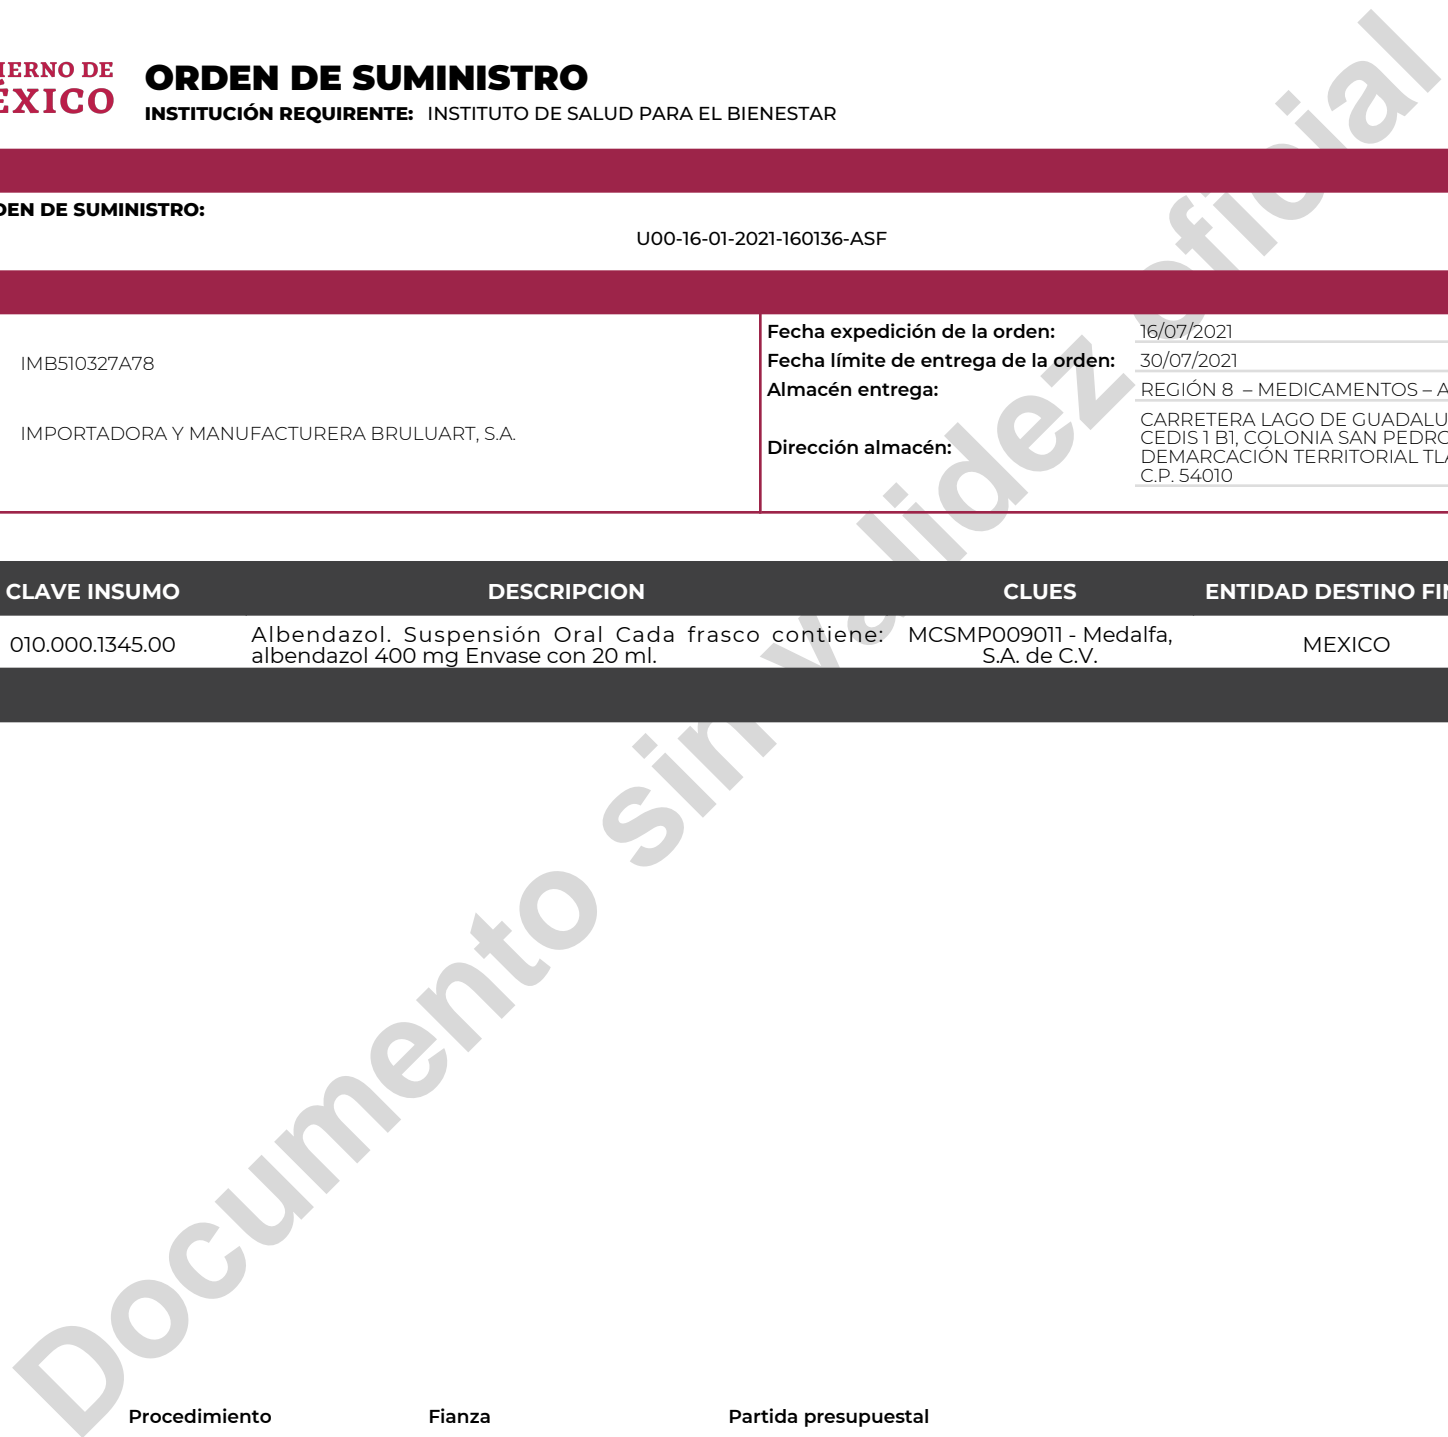 IERNO DE
ÉXICO
ORDEN DE SUMINISTRO
INSTITUCIÓN REQUIRENTE: INSTITUTO DE SALUD PARA EL BIENESTAR
DEN DE SUMINISTRO:
U00-16-01-2021-160136-ASF
IMB510327A78
IMPORTADORA Y MANUFACTURERA BRULUART, S.A.
Fecha expedición de la orden: 16/07/2021
Fecha límite de entrega de la orden: 30/07/2021
Almacén entrega: REGIÓN 8 – MEDICAMENTOS – A
Dirección almacén:
CARRETERA LAGO DE GUADALU
CEDIS 1 B1, COLONIA SAN PEDRO
DEMARCACIÓN TERRITORIAL TLA
C.P. 54010
CLAVE INSUMO DESCRIPCION CLUES ENTIDAD DESTINO FIN
010.000.1345.00
Albendazol. Suspensión Oral Cada frasco contiene:
albendazol 400 mg Envase con 20 ml.
MCSMP009011 - Medalfa,
S.A. de C.V.
MEXICO
Documento sin validez oficial
Procedimiento Fianza Partida presupuestal